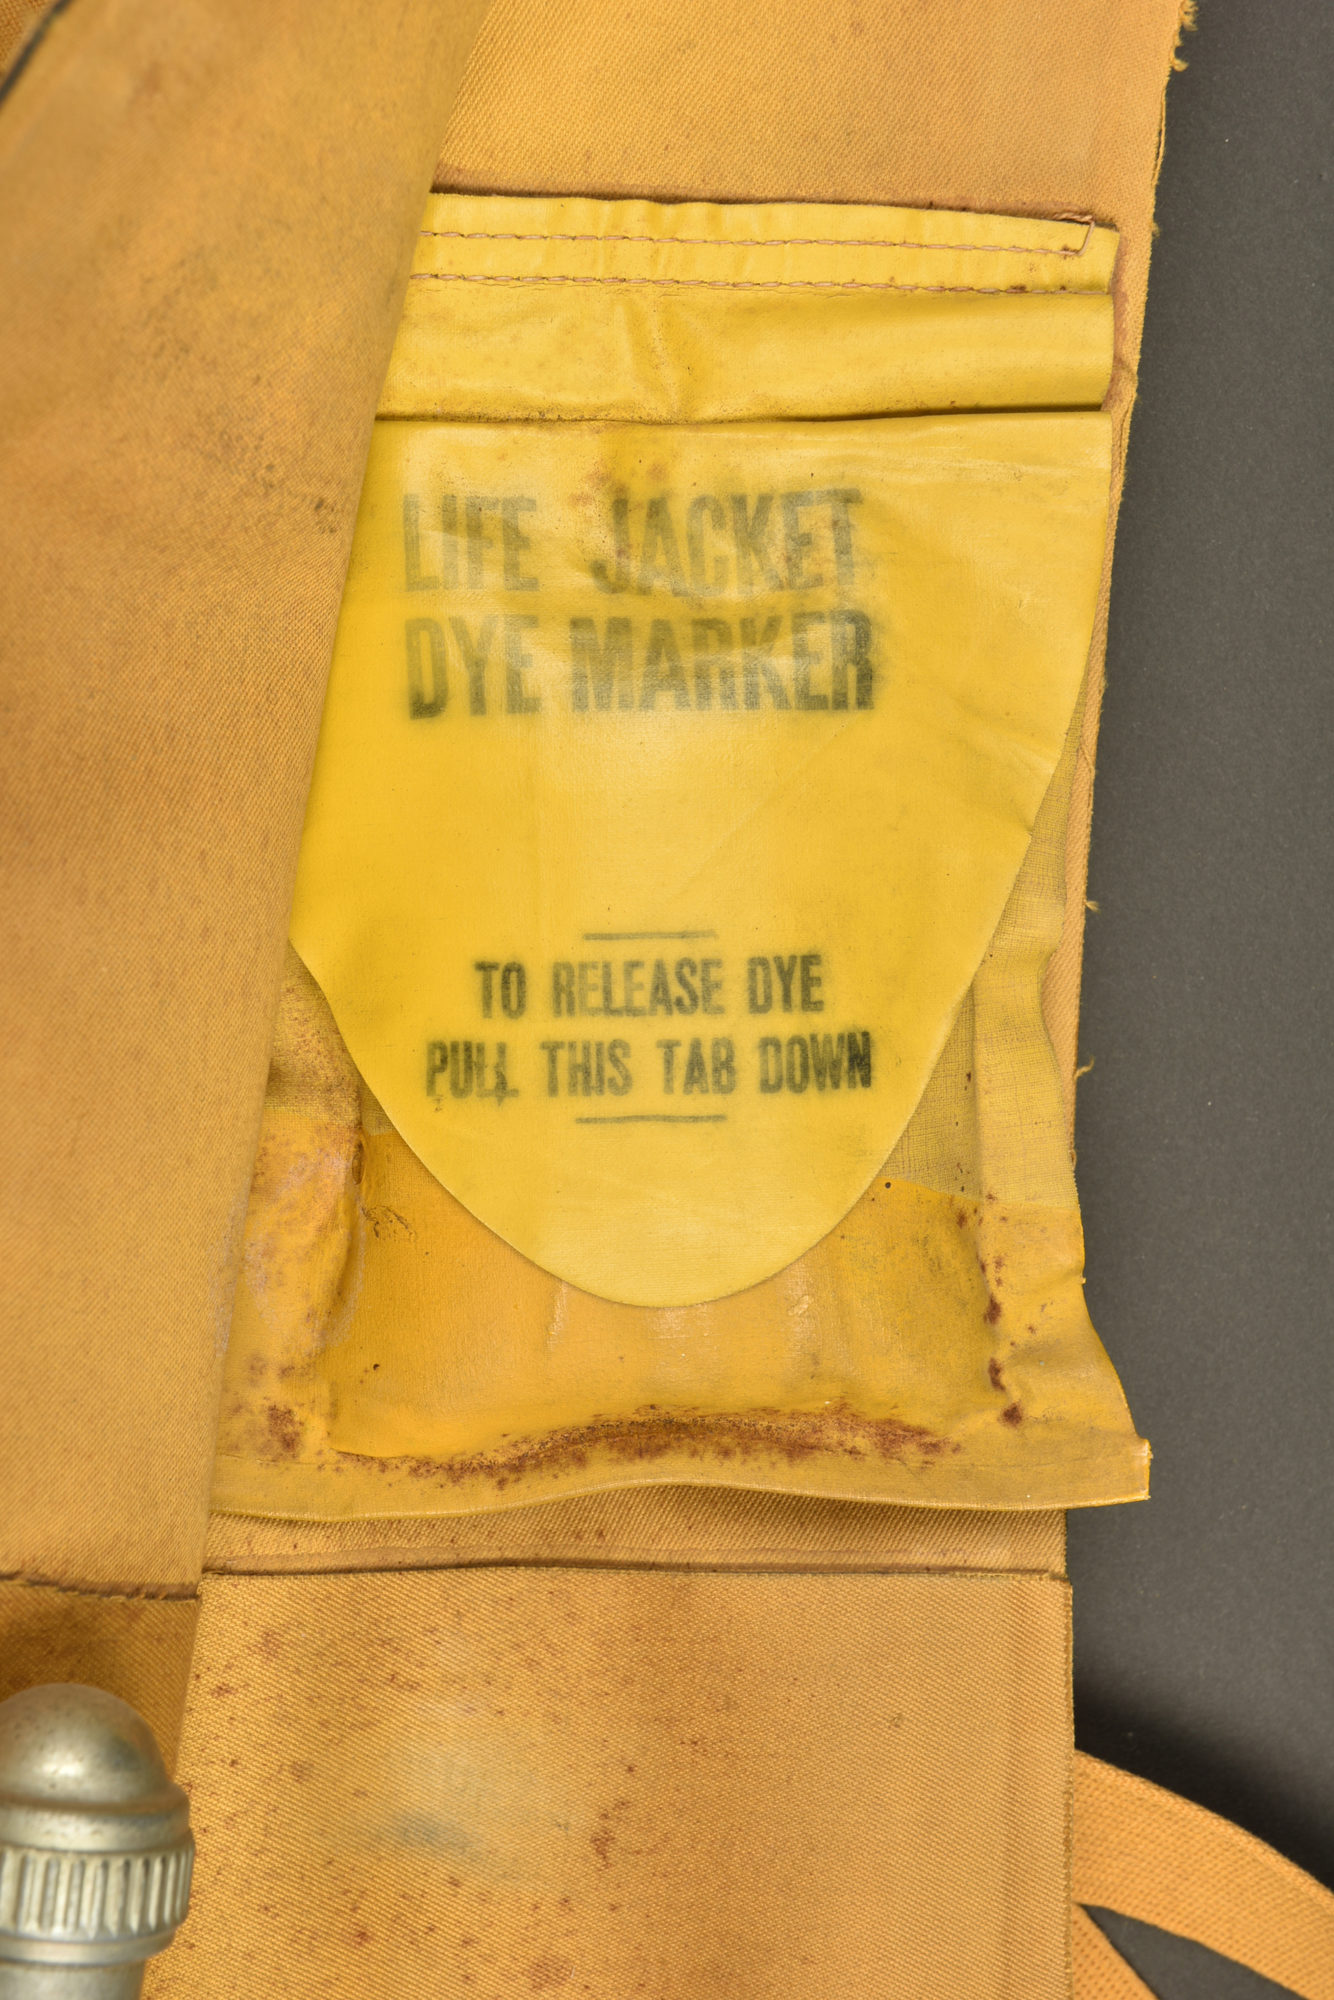 LIFE JACKET
DYE MARKER
TO RELEASE DYE
PULL THIS TAB DOWN